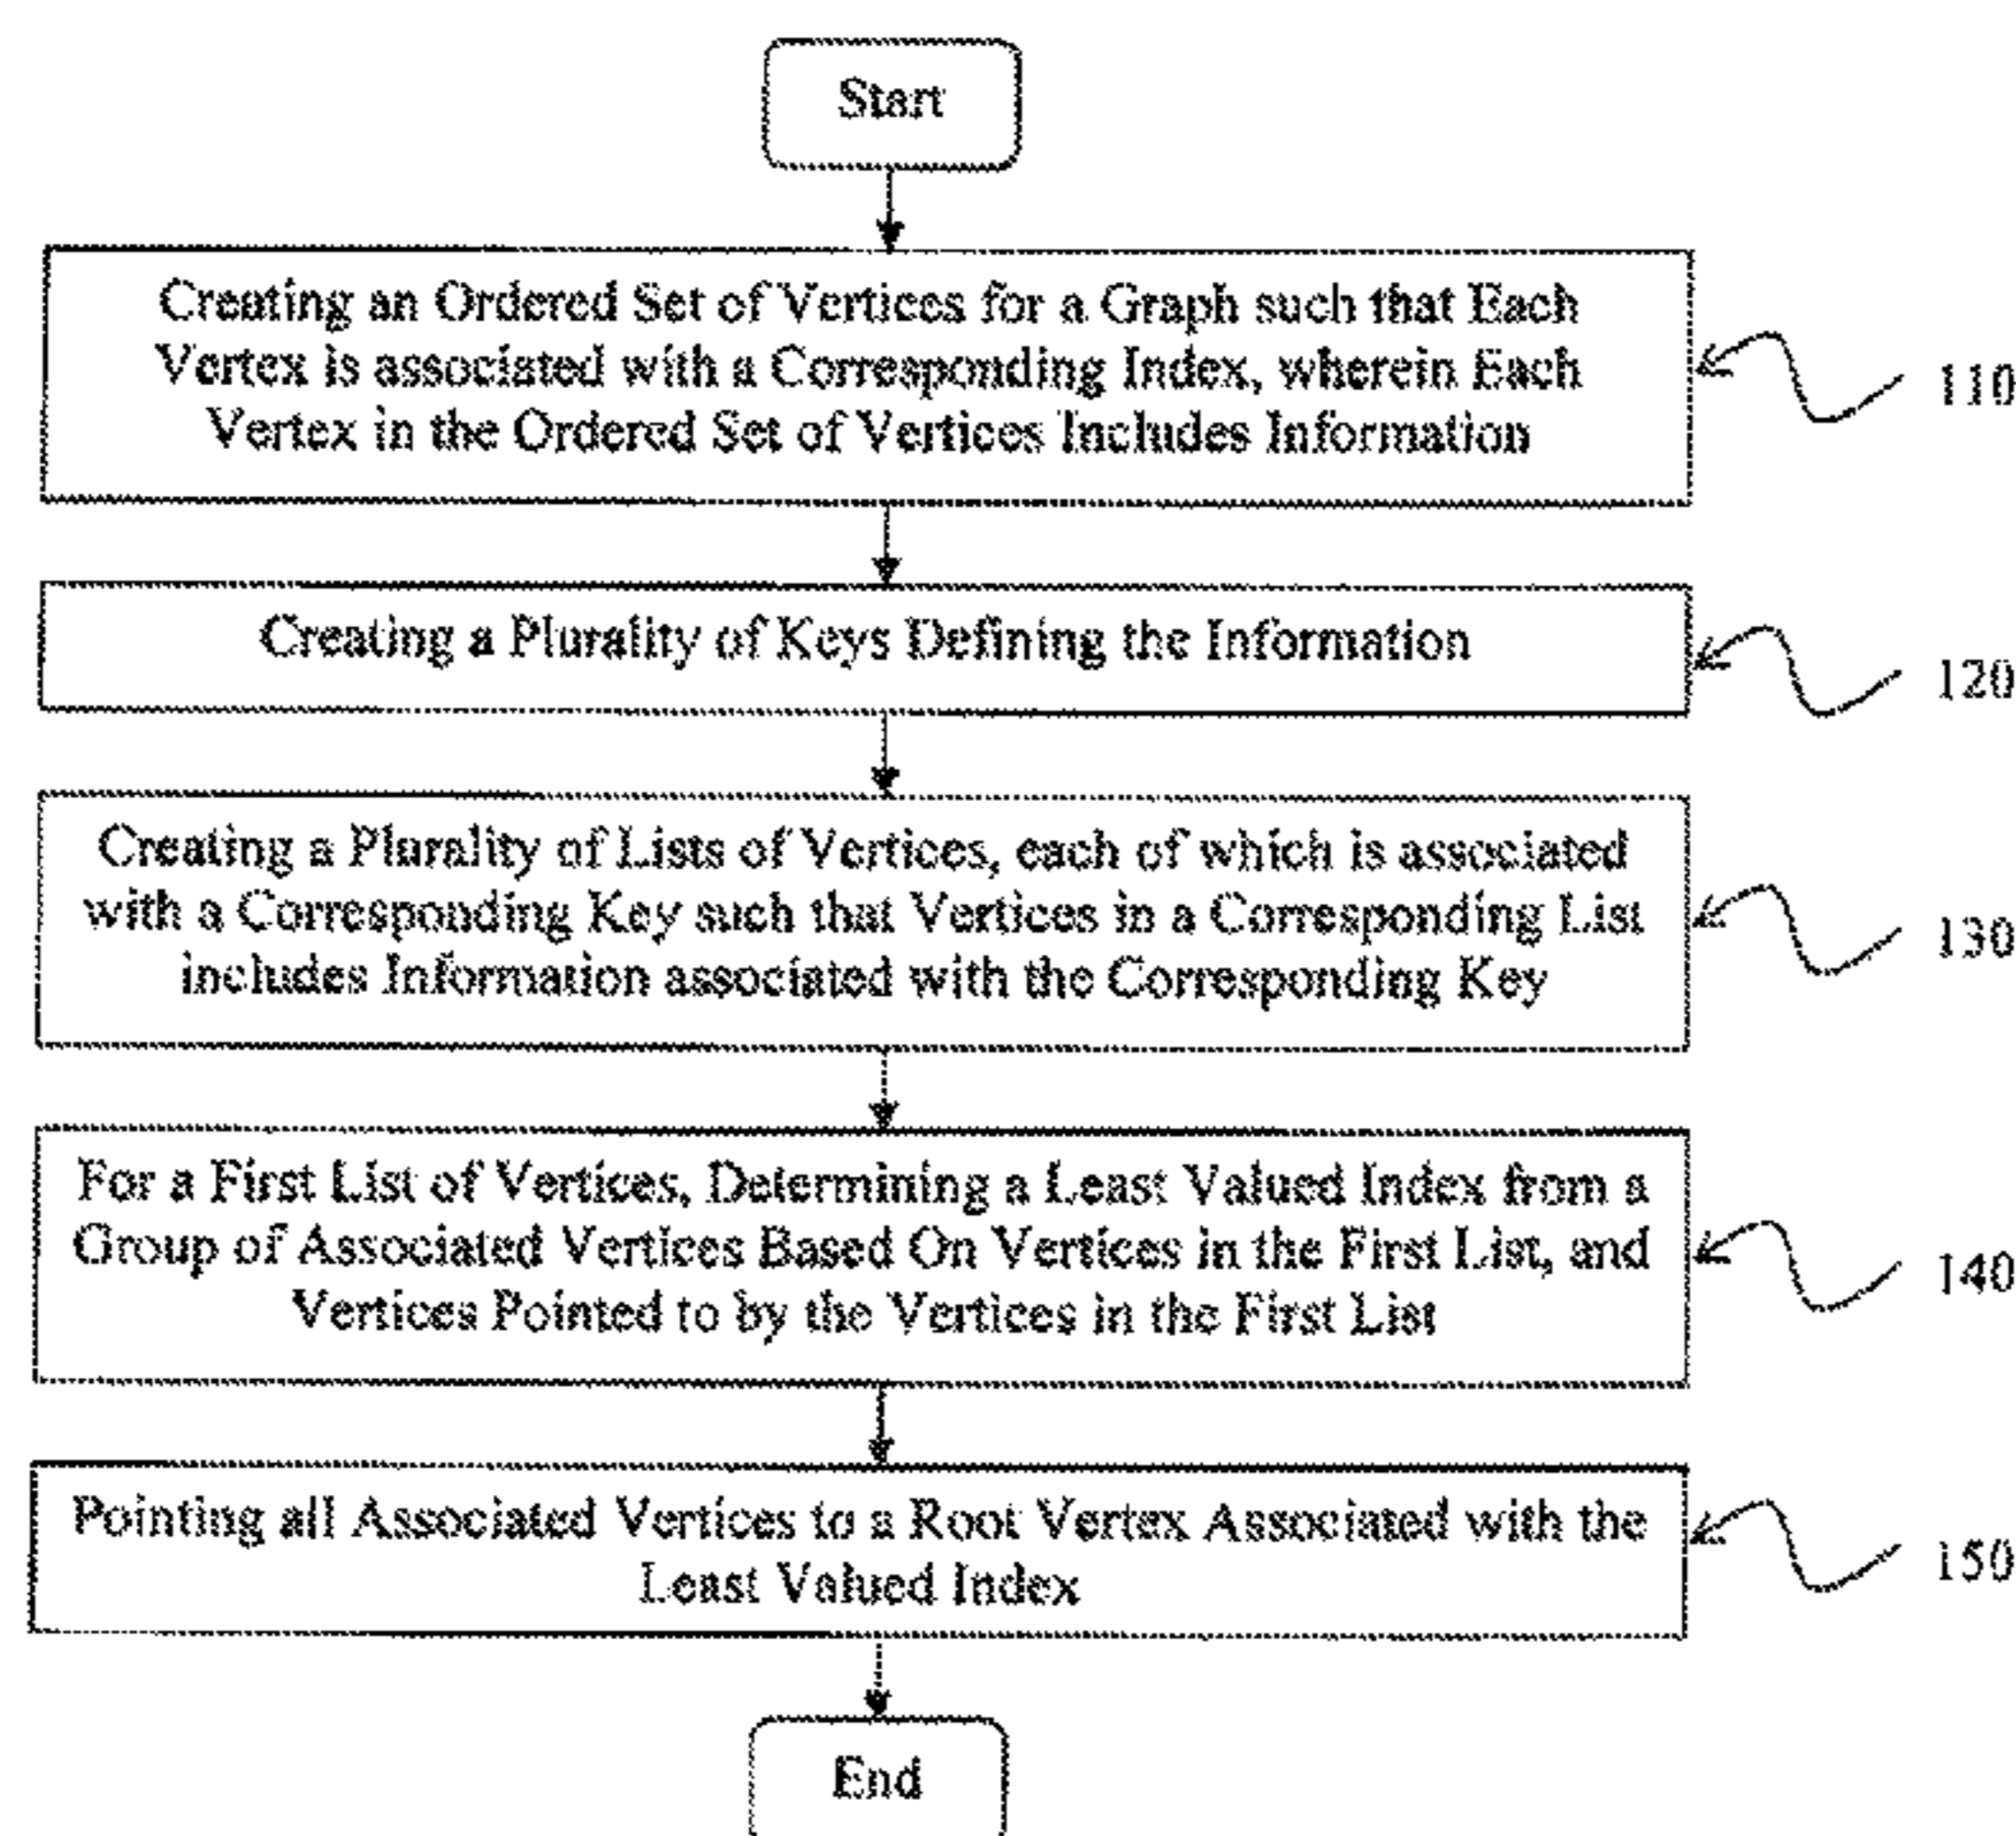 Start
Creating an Ordered Set of Vertices for a Graph such that Each
Vertex is associated with a Corresponding Index, wherein Each
Vertex in the Ordered Set of Vertices Includes Information
110
Creating a Plurality of Keys Defining the Information
120
Creating a Plurality of Lists of Vertices, each of which is associated
with a Corresponding Key such that Vertices in a Corresponding List
includes Information associated with the Corresponding Key
130
For a First List of Vertices, Determining a Least Valued Index from a
Group of Associated Vertices Based On Vertices in the First List, and
Vertices Pointed to by the Vertices in the First List
140
Pointing all Associated Vertices to a Root Vertex Associated with the
Least Valued Index
150
End